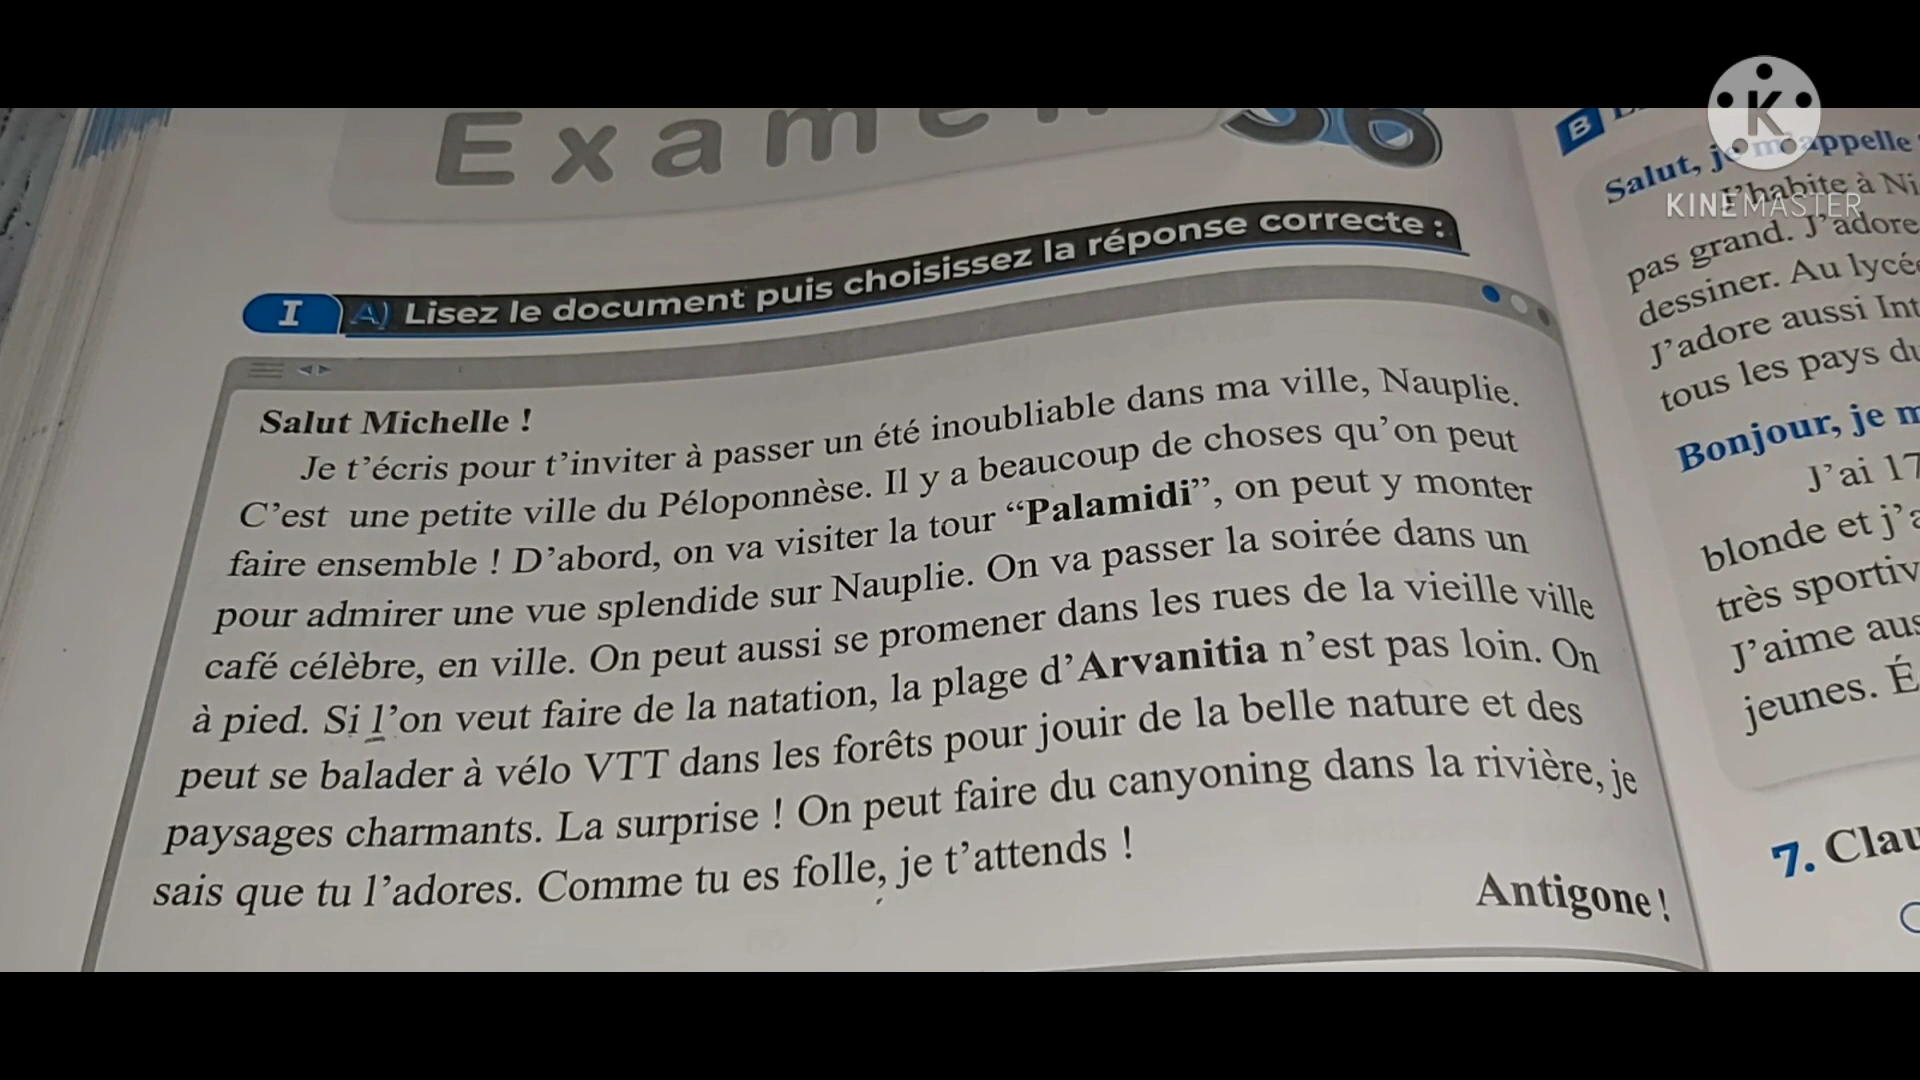 Examen 36
I A) Lisez le document puis choisissez la réponse correcte :
Salut Michelle !
Je t'écris pour t'inviter à passer un été inoubliable dans ma ville, Nauplie.
C'est une petite ville du Péloponnèse. Il y a beaucoup de choses qu'on peut
faire ensemble ! D'abord, on va visiter la tour “Palamidi”, on peut y monter
pour admirer une vue splendide sur Nauplie. On va passer la soirée dans un
café célèbre, en ville. On peut aussi se promener dans les rues de la vieille ville
à pied. Si l'on veut faire de la natation, la plage d'Arvanitia n'est pas loin. On
peut se balader à vélo VTT dans les forêts pour jouir de la belle nature et des
paysages charmants. La surprise ! On peut faire du canyoning dans la rivière, je
sais que tu l'adores. Comme tu es folle, je t'attends !
Antigone !
B
Salut, je m'appelle
J'habite à Ni
pas grand. J'adore
dessiner. Au lycée
J'adore aussi Int
tous les pays du
Bonjour, je m
J'ai 17
blonde et j'a
très sportiv
J'aime aus
jeunes. É
7. Clau
K
KINEMASTER